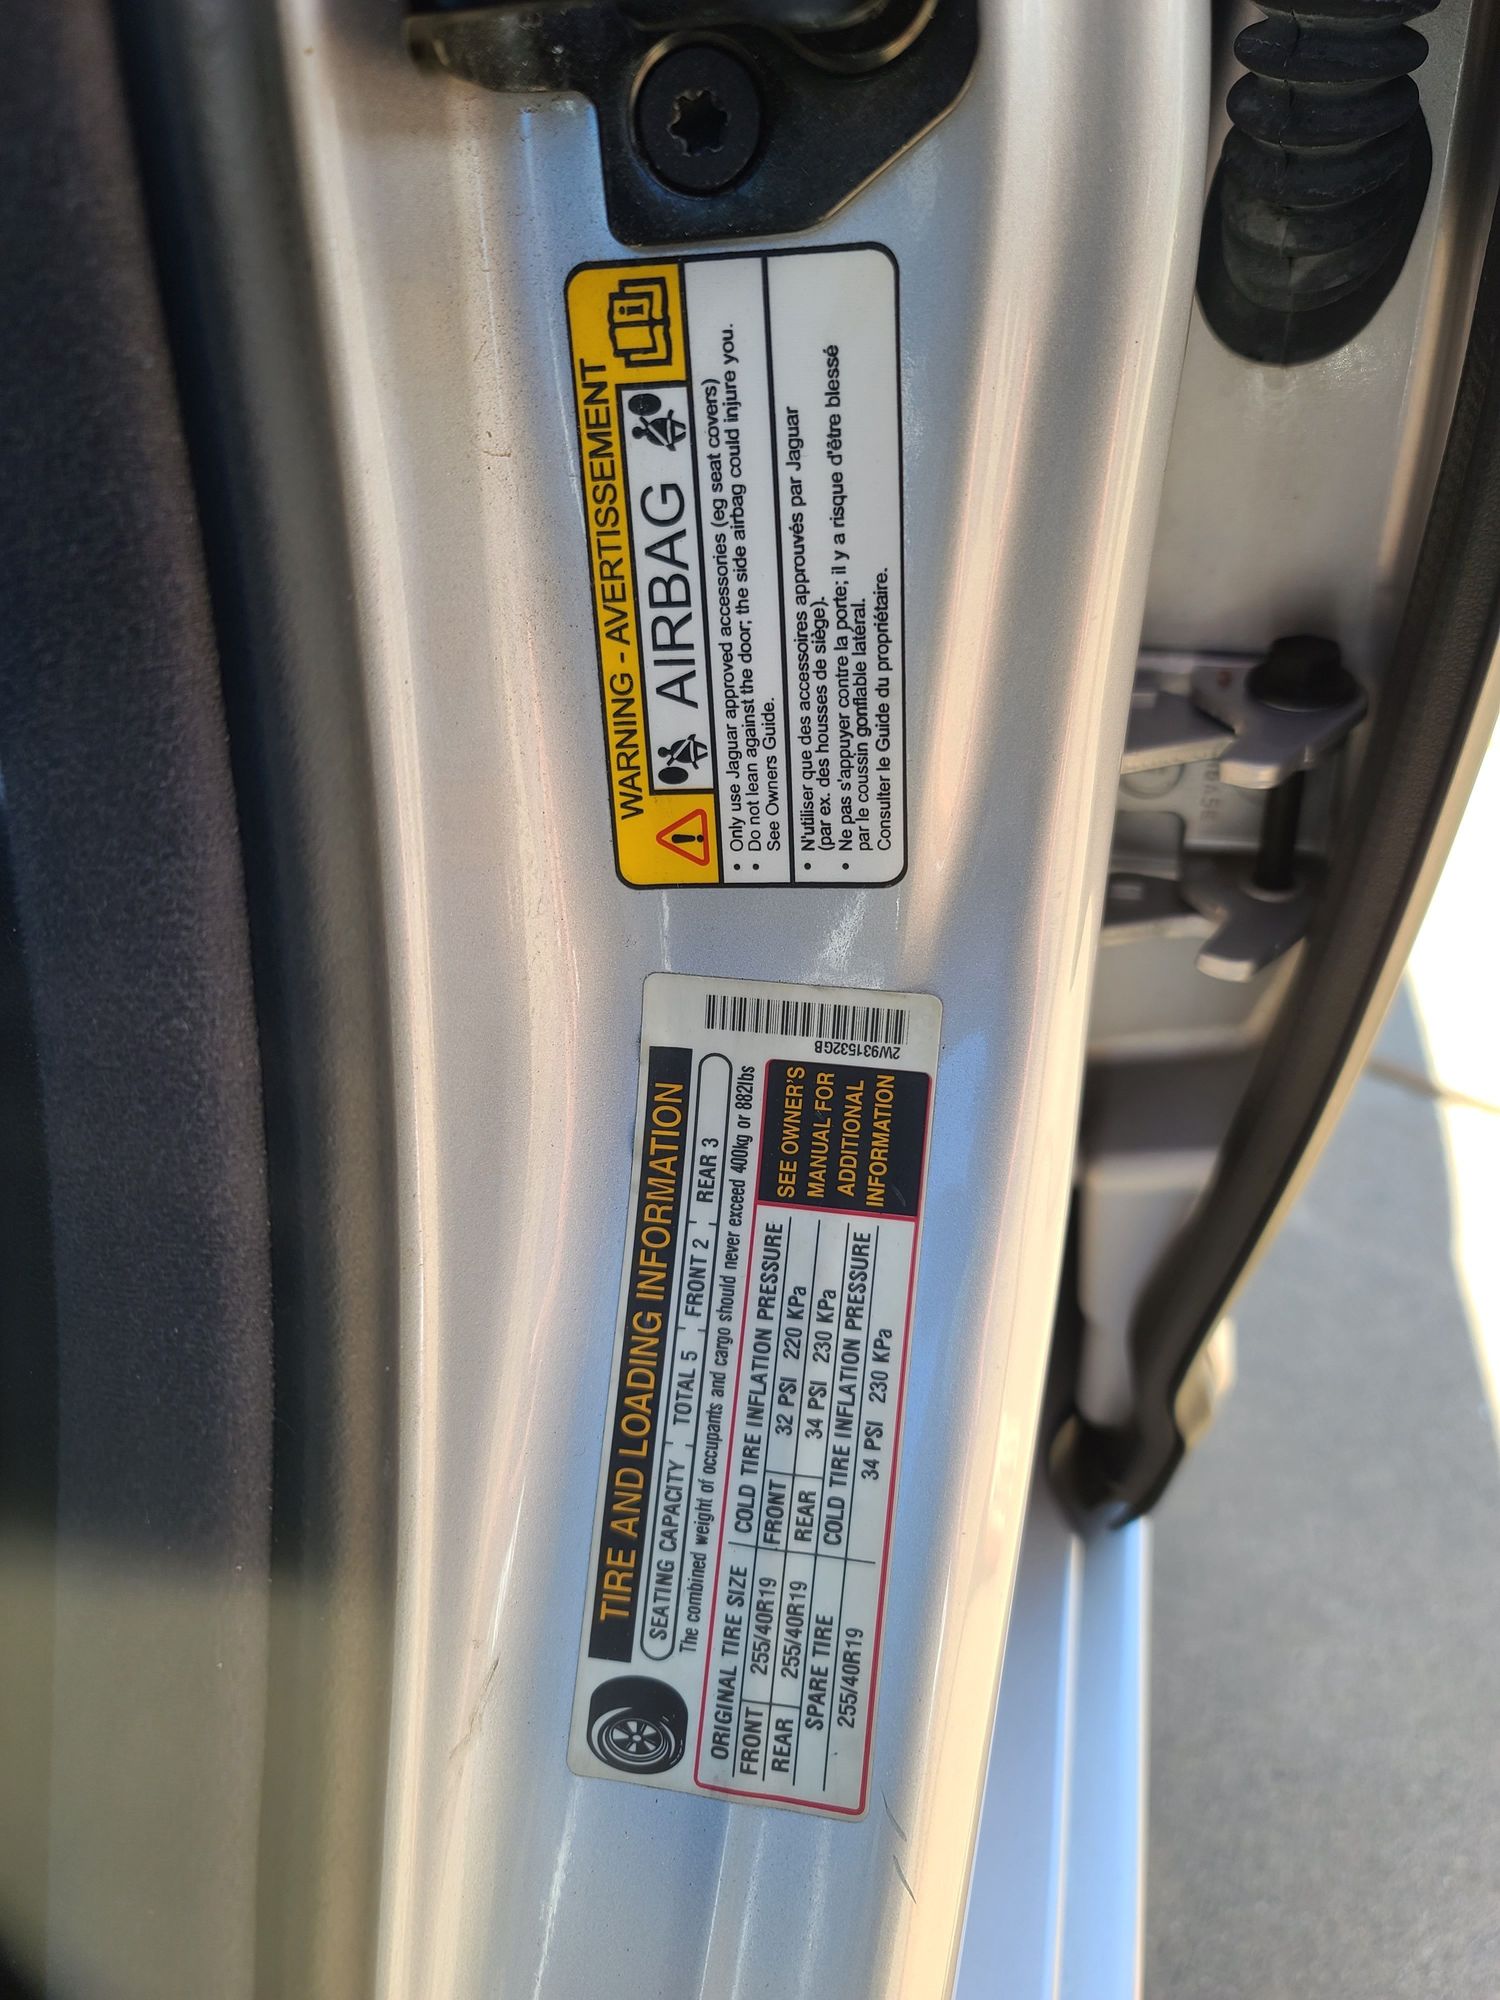 WARNING - AVERTISSEMENT
AIRBAG
• Only use Jaguar approved accessories (eg seat covers)
• Do not lean against the door; the side airbag could injure you.
See Owners Guide.
• N'utiliser que des accessoires approuvés par Jaguar
(par ex. des housses de siège).
• Ne pas s'appuyer contre la porte; il y a risque d'être blessé
par le coussin gonflable latéral.
Consulter le Guide du propriétaire.
TIRE AND LOADING INFORMATION
SEATING CAPACITY TOTAL 5 FRONT 2 REAR 3
The combined weight of occupants and cargo should never exceed 400kg or 882lbs
ORIGINAL TIRE SIZE COLD TIRE INFLATION PRESSURE
FRONT 255/40R19 FRONT 32 PSI 220 KPa
REAR 255/40R19 REAR 34 PSI 230 KPa
SPARE TIRE COLD TIRE INFLATION PRESSURE
255/40R19 34 PSI 230 KPa
SEE OWNER'S
MANUAL FOR
ADDITIONAL
INFORMATION
2W931532GB